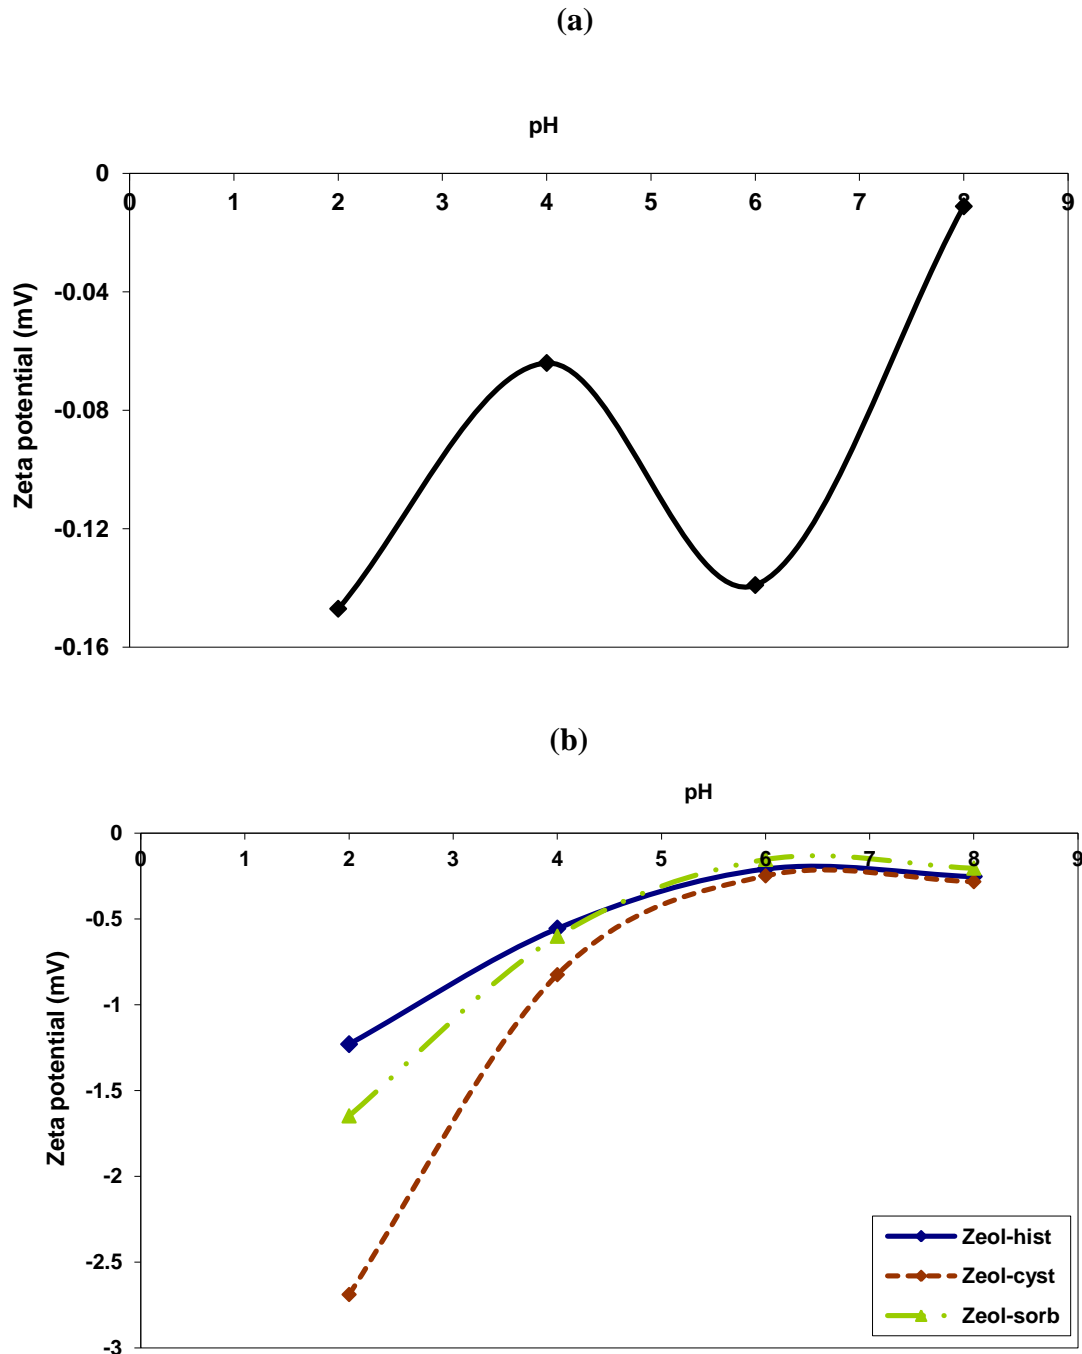 (a)
pH
0
0 1 2 3 4 5 6 7 8 9
-0.04
-0.08
-0.12
-0.16
Zeta potential (mV)
(b)
pH
0
0 1 2 3 4 5 6 7 8 9
-0.5
-1
-1.5
-2
-2.5
-3
Zeta potential (mV)
Zeol-hist
Zeol-cyst
Zeol-sorb